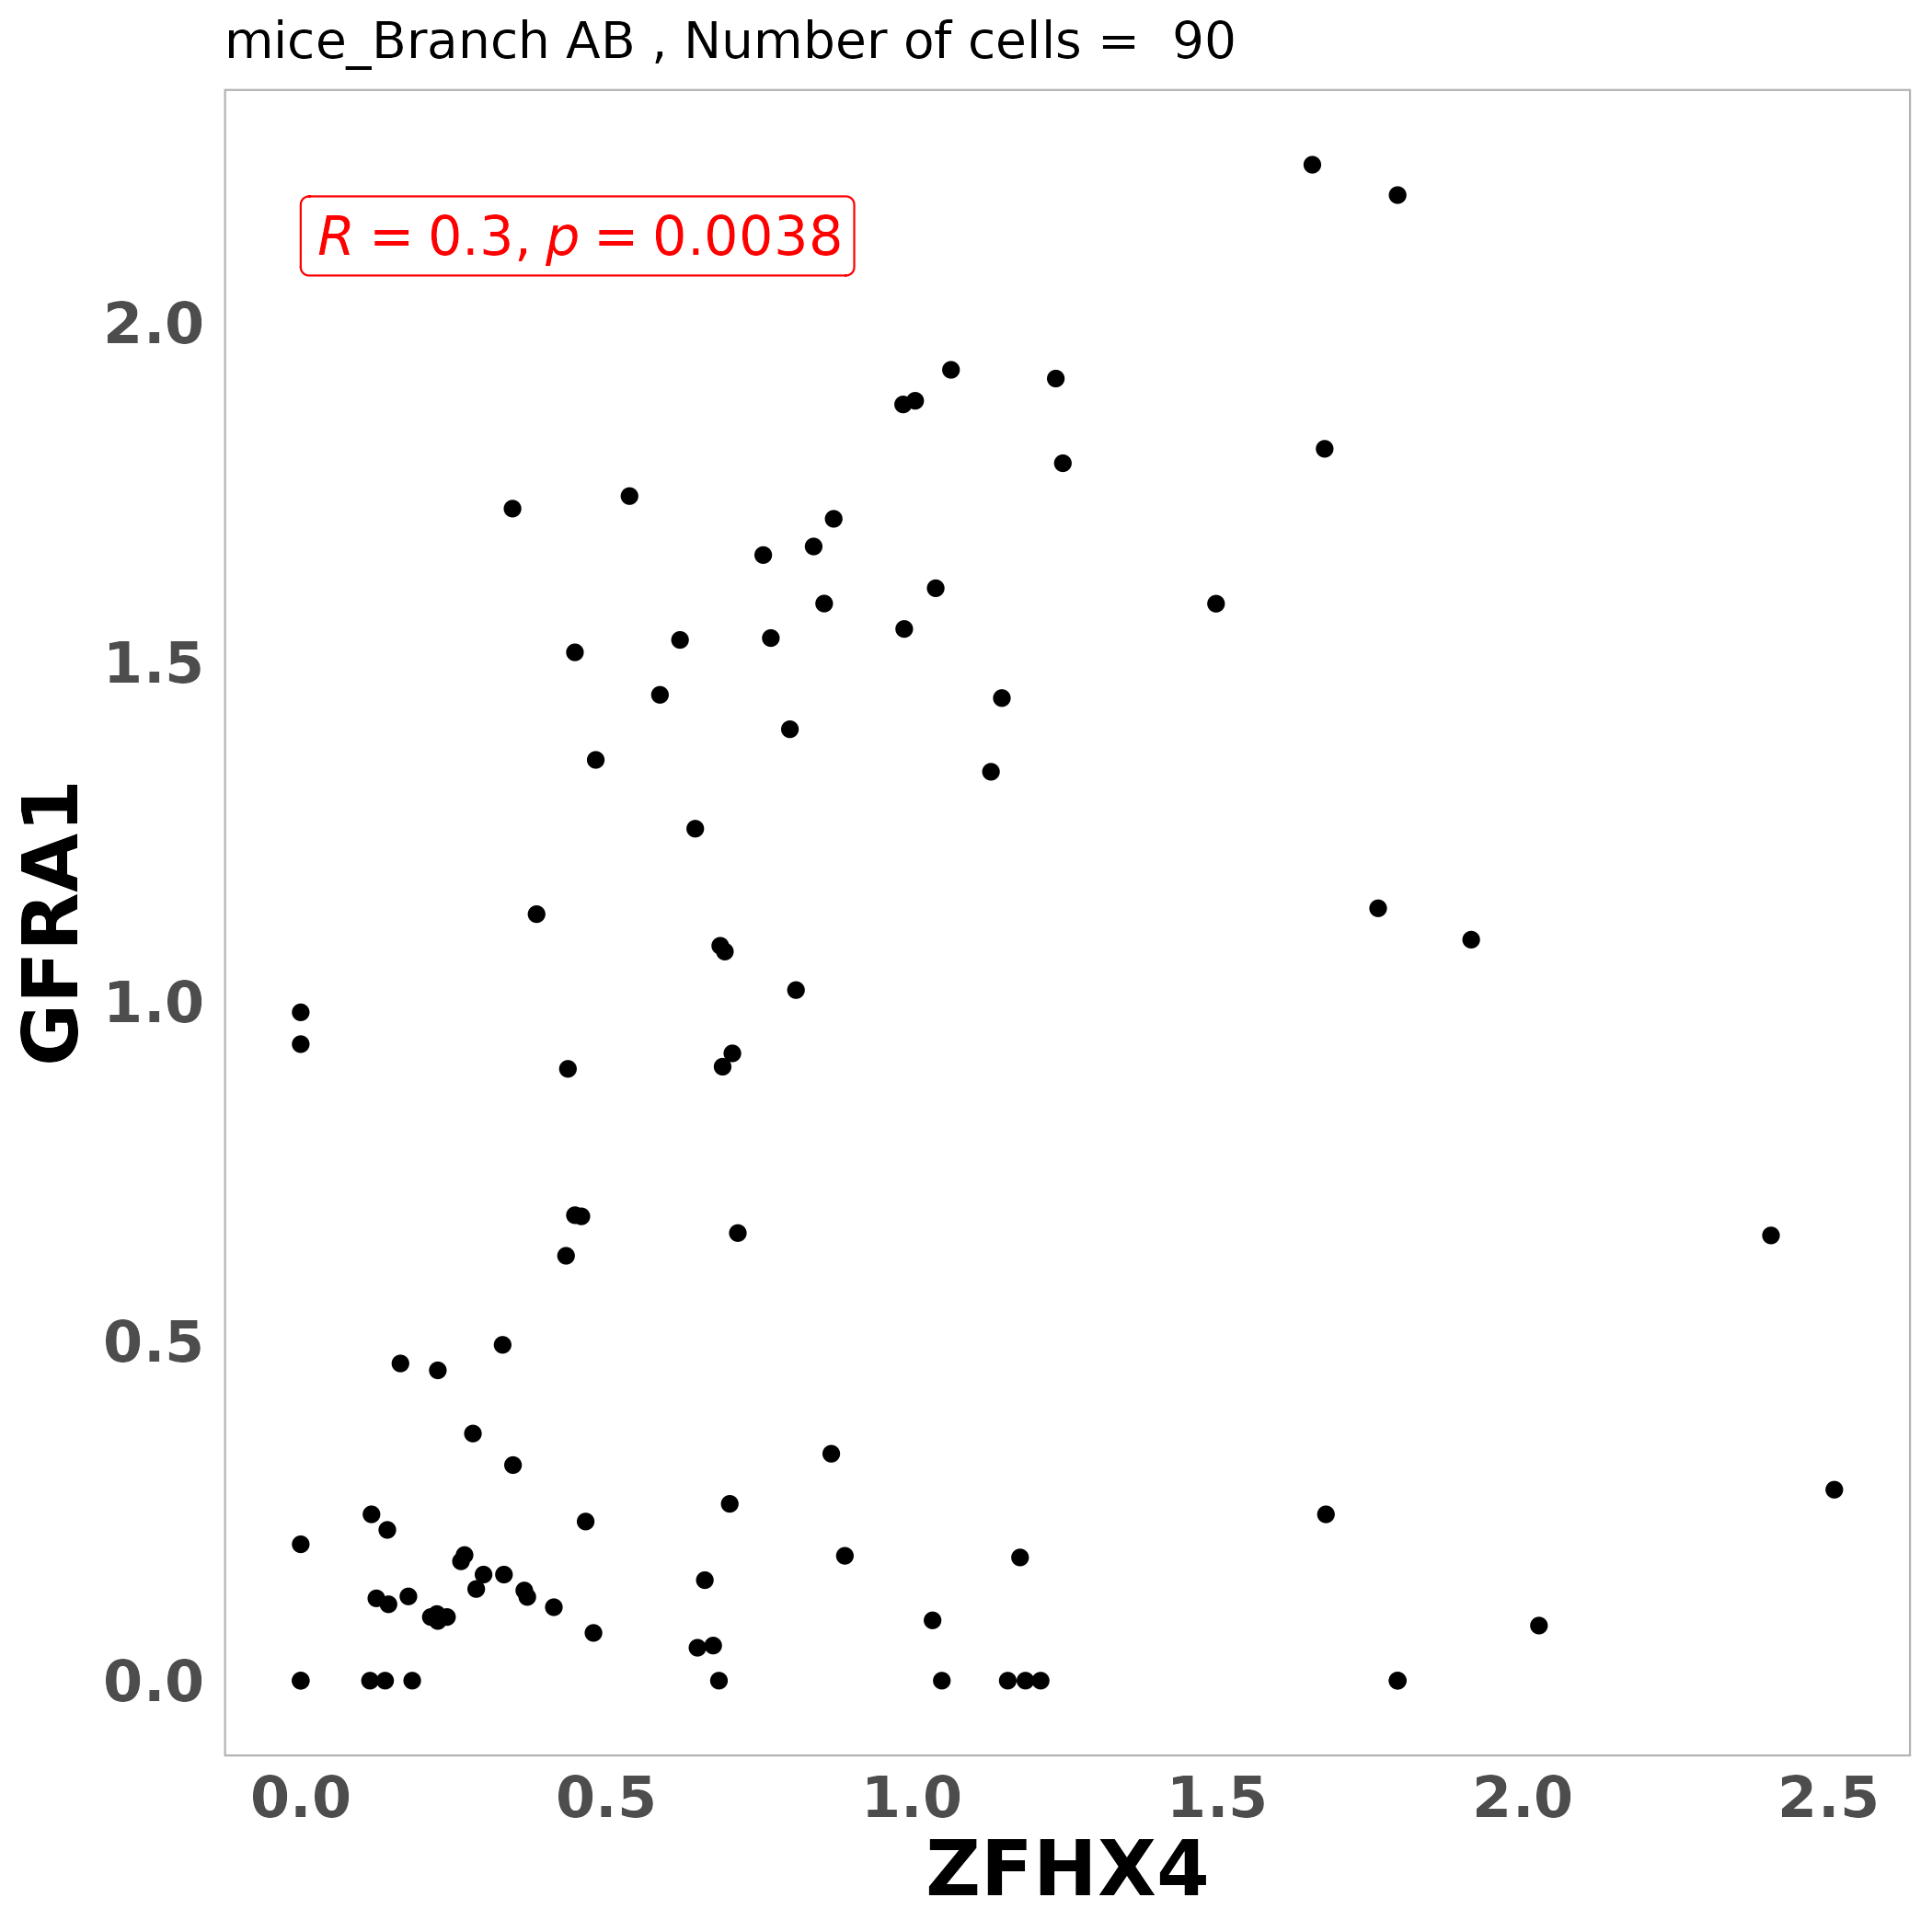 mice_Branch AB , Number of cells =  90
R = 0.3, p = 0.0038
GFRA1
2.0
1.5
1.0
0.5
0.0
0.0 0.5 1.0 1.5 2.0 2.5
ZFHX4